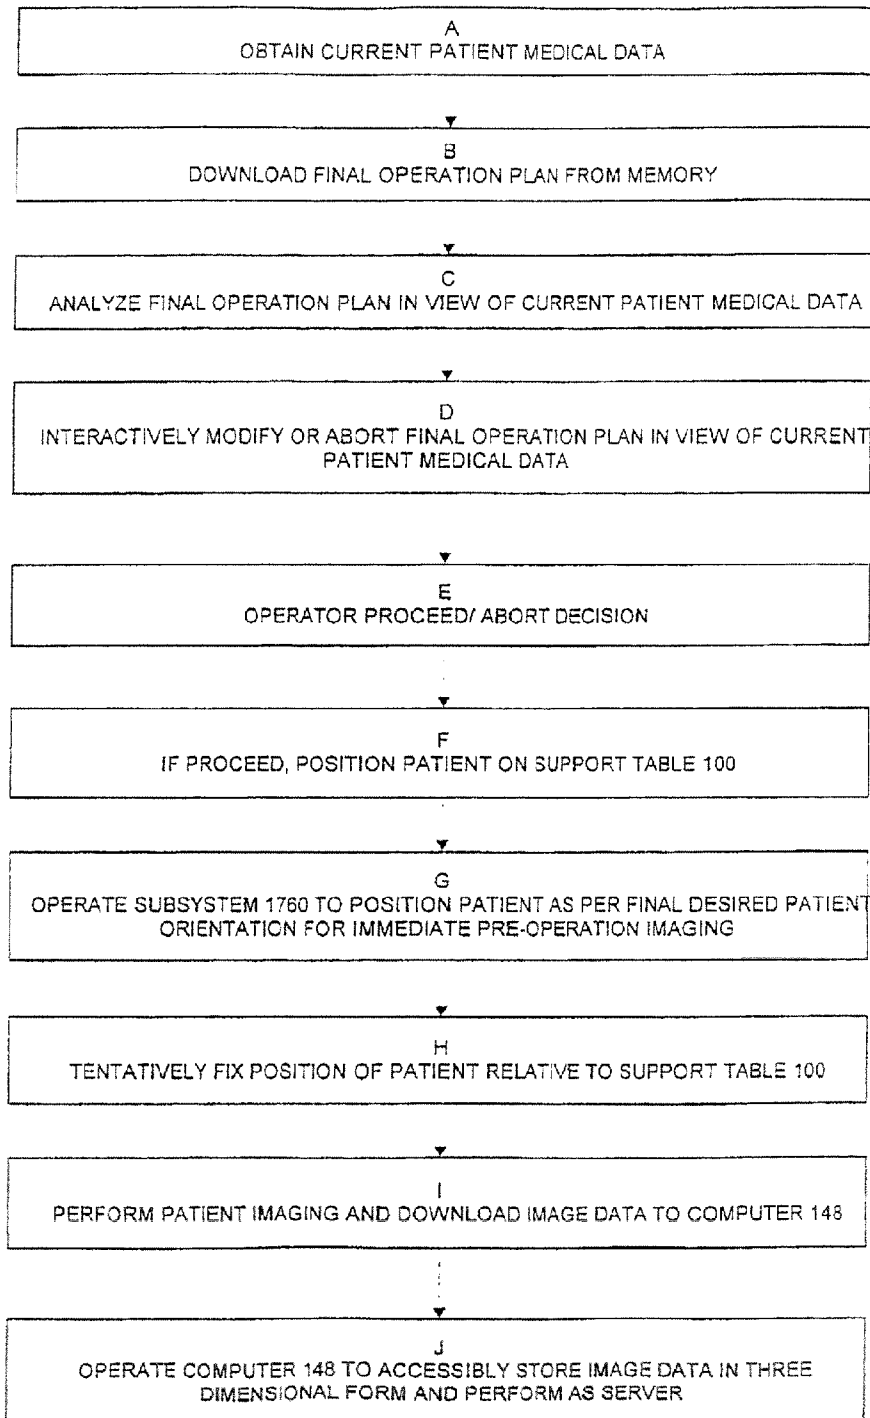 A
OBTAIN CURRENT PATIENT MEDICAL DATA
B
DOWNLOAD FINAL OPERATION PLAN FROM MEMORY
C
ANALYZE FINAL OPERATION PLAN IN VIEW OF CURRENT PATIENT MEDICAL DATA
D
INTERACTIVELY MODIFY OR ABORT FINAL OPERATION PLAN IN VIEW OF CURRENT
PATIENT MEDICAL DATA
E
OPERATOR PROCEED/ ABORT DECISION
F
IF PROCEED, POSITION PATIENT ON SUPPORT TABLE 100
G
OPERATE SUBSYSTEM 1760 TO POSITION PATIENT AS PER FINAL DESIRED PATIENT
ORIENTATION FOR IMMEDIATE PRE-OPERATION IMAGING
H
TENTATIVELY FIX POSITION OF PATIENT RELATIVE TO SUPPORT TABLE 100
I
PERFORM PATIENT IMAGING AND DOWNLOAD IMAGE DATA TO COMPUTER 148
J
OPERATE COMPUTER 148 TO ACCESSIBLY STORE IMAGE DATA IN THREE
DIMENSIONAL FORM AND PERFORM AS SERVER